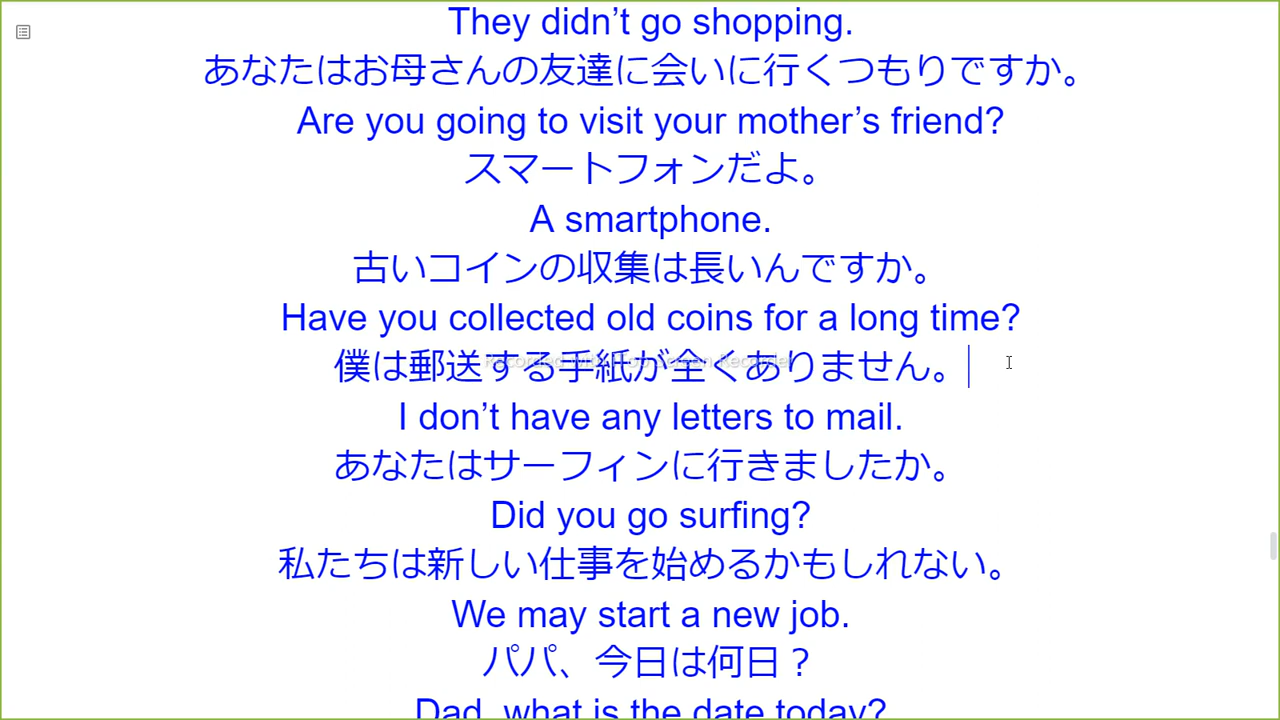 They didn’t go shopping.
あなたはお母さんの友達に会いに行くつもりですか。
Are you going to visit your mother’s friend?
スマートフォンだよ。
A smartphone.
古いコインの収集は長いんですか。
Have you collected old coins for a long time?
僕は郵送する手紙が全くありません。
I don’t have any letters to mail.
あなたはサーフィンに行きましたか。
Did you go surfing?
私たちは新しい仕事を始めるかもしれない。
We may start a new job.
パパ、今日は何日？
Dad, what is the date today?